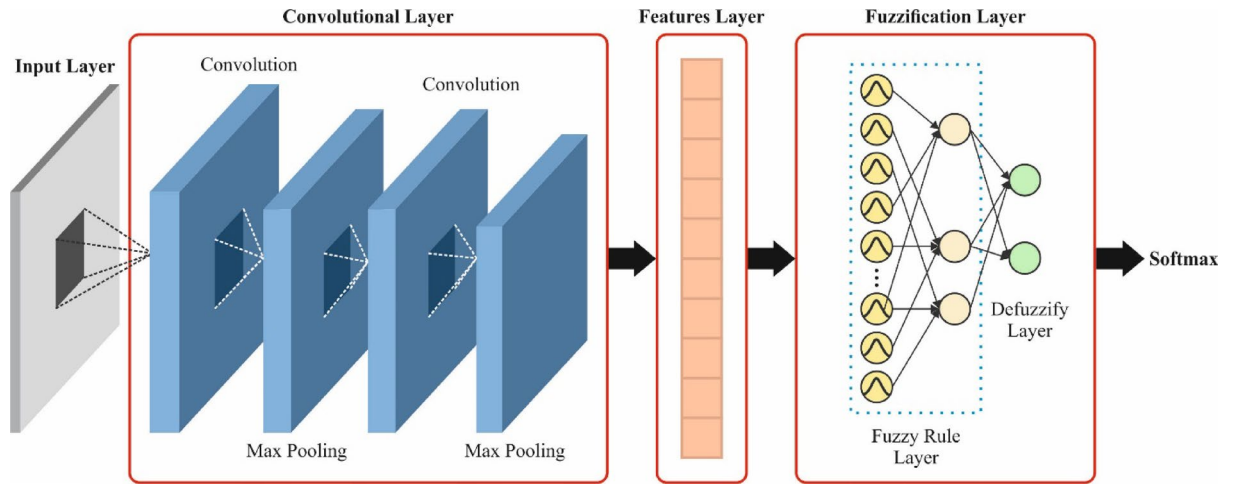 Convolutional Layer
Features Layer
Fuzzification Layer
Input Layer
Convolution
Convolution
Softmax
Defuzzify
Layer
Max Pooling
Max Pooling
Fuzzy Rule
Layer